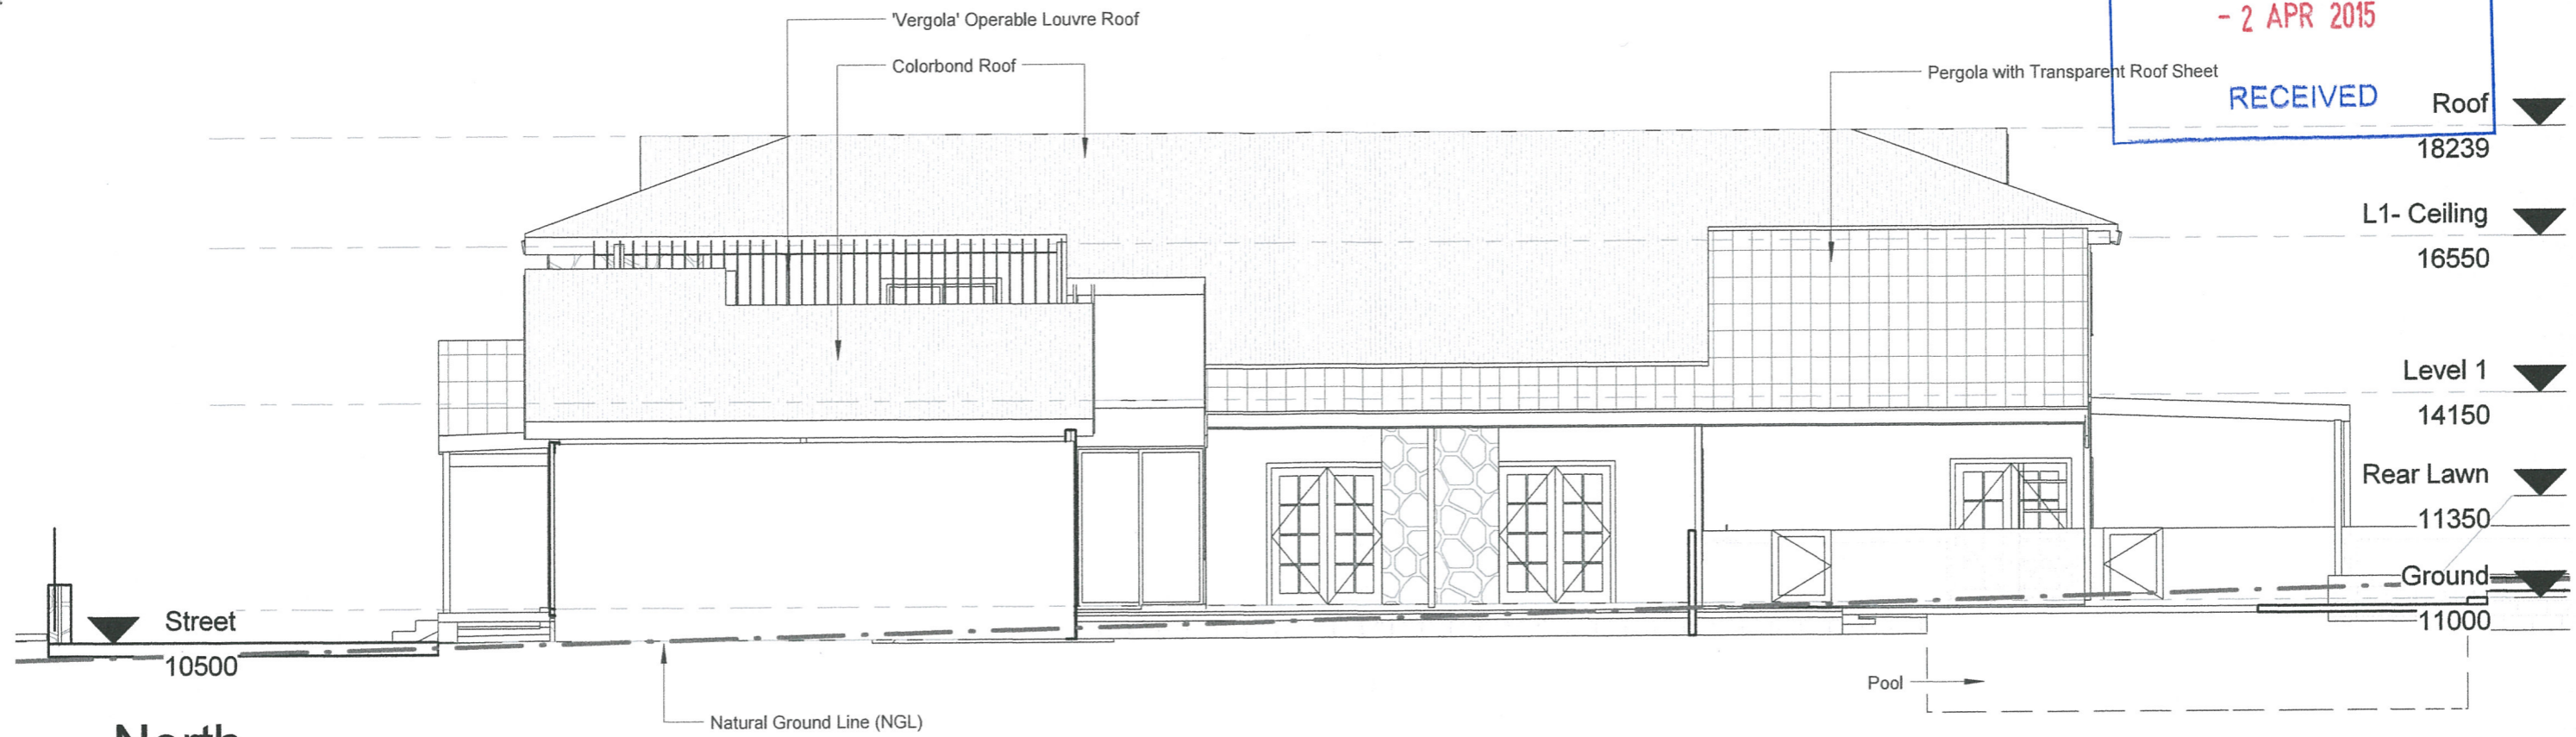 'Vergola' Operable Louvre Roof
- 2 APR 2015
Colorbond Roof
Pergola with Transparent Roof Sheet
RECEIVED
Roof
18239
L1- Ceiling
16550
Level 1
14150
Rear Lawn
11350
Ground
11000
Street
10500
Pool
Natural Ground Line (NGL)
North